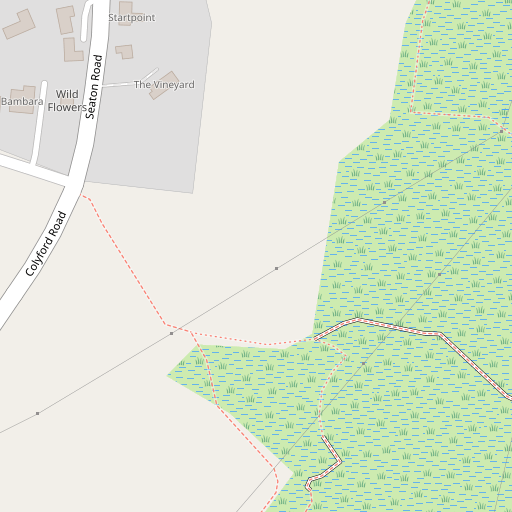 Startpoint
Seaton Road
The Vineyard
Wild
Flowers
Bambara
Colyford Road